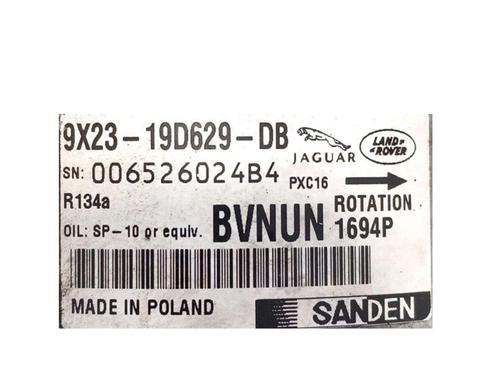 9X23-19D629-DB
JAGUAR
LAND-
ROVER
SN: 006526024B4
PXC16
R134a
ROTATION
OIL: SP-10 or equiv. BVNUN 1694P
MADE IN POLAND
SANDEN